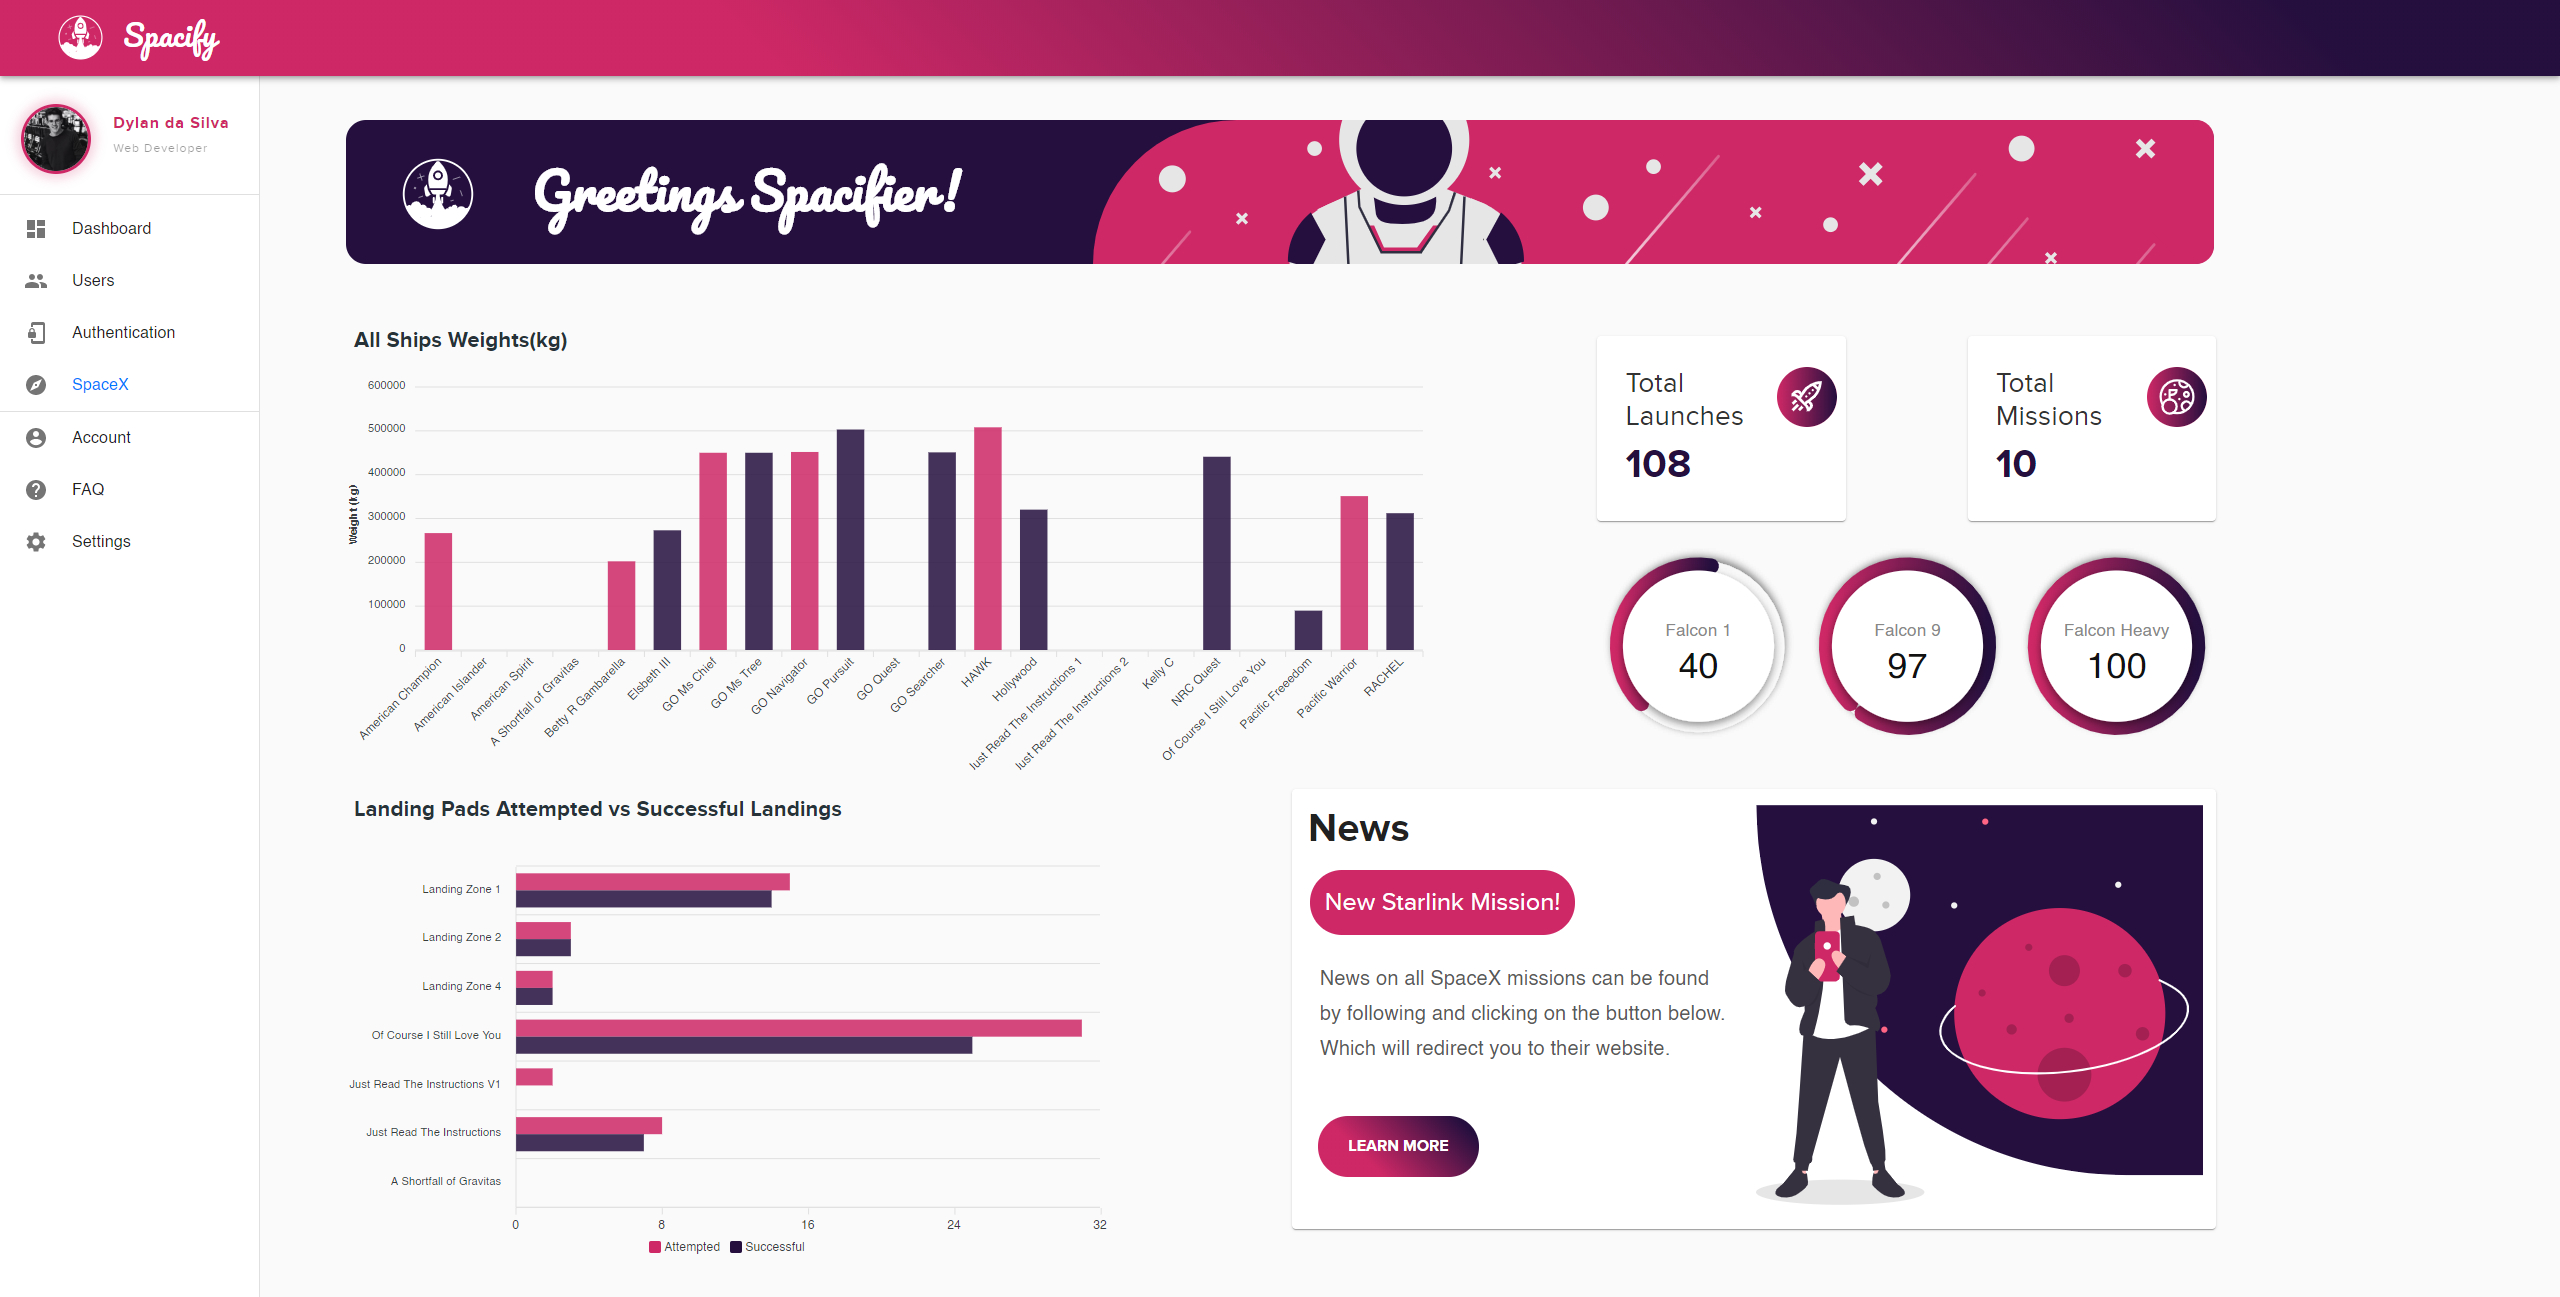 Spacify
Dylan da Silva
Web Developer
Dashboard
Users
Authentication
SpaceX
Account
FAQ
Settings
Greetings Spacifier!
All Ships Weights(kg)
Weight (kg)
600000
500000
400000
300000
200000
100000
0
American Champion
American Islander
American Spirit
A Shortfall of Gravitas
Betty R Gambarella
Elsbeth III
GO Ms Chief
GO Ms Tree
GO Navigator
GO Pursuit
GO Quest
GO Searcher
HAWK
Hollywood
Just Read The Instructions 1
Just Read The Instructions 2
Kelly C
NRC Quest
Of Course I Still Love You
Pacific Freeedom
Pacific Warrior
RACHEL
Total
Launches
108
Total
Missions
10
Falcon 1
40
Falcon 9
97
Falcon Heavy
100
Landing Pads Attempted vs Successful Landings
Landing Zone 1
Landing Zone 2
Landing Zone 4
Of Course I Still Love You
Just Read The Instructions V1
Just Read The Instructions
A Shortfall of Gravitas
0 8 16 24 32
Attempted Successful
News
New Starlink Mission!
News on all SpaceX missions can be found
by following and clicking on the button below.
Which will redirect you to their website.
LEARN MORE